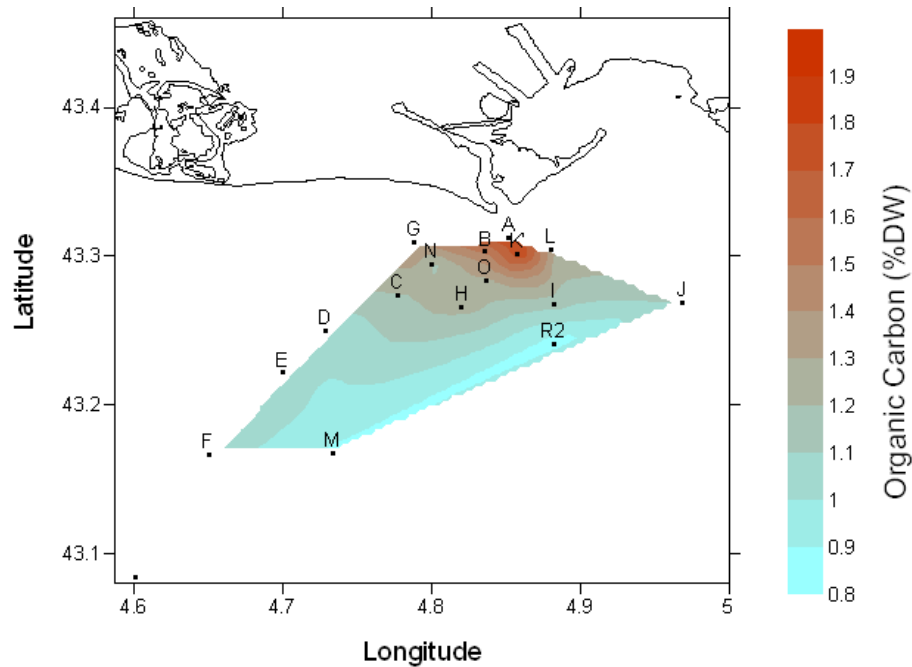 43.4
43.3
43.2
43.1
Latitude
4.6
4.7
4.8
4.9
5
Longitude
A
G
B
K'
L
N
O
C
H
I
J
D
R2
E
F
M
1.9
1.8
1.7
1.6
1.5
1.4
1.3
1.2
1.1
1
0.9
0.8
Organic Carbon (%DW)